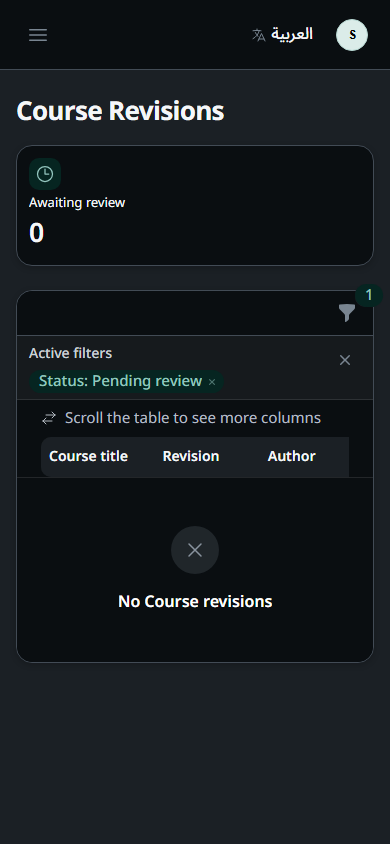 العربية
S
Course Revisions
Awaiting review
0
1
Active filters
Status: Pending review ×
Scroll the table to see more columns
Course title Revision Author
No Course revisions